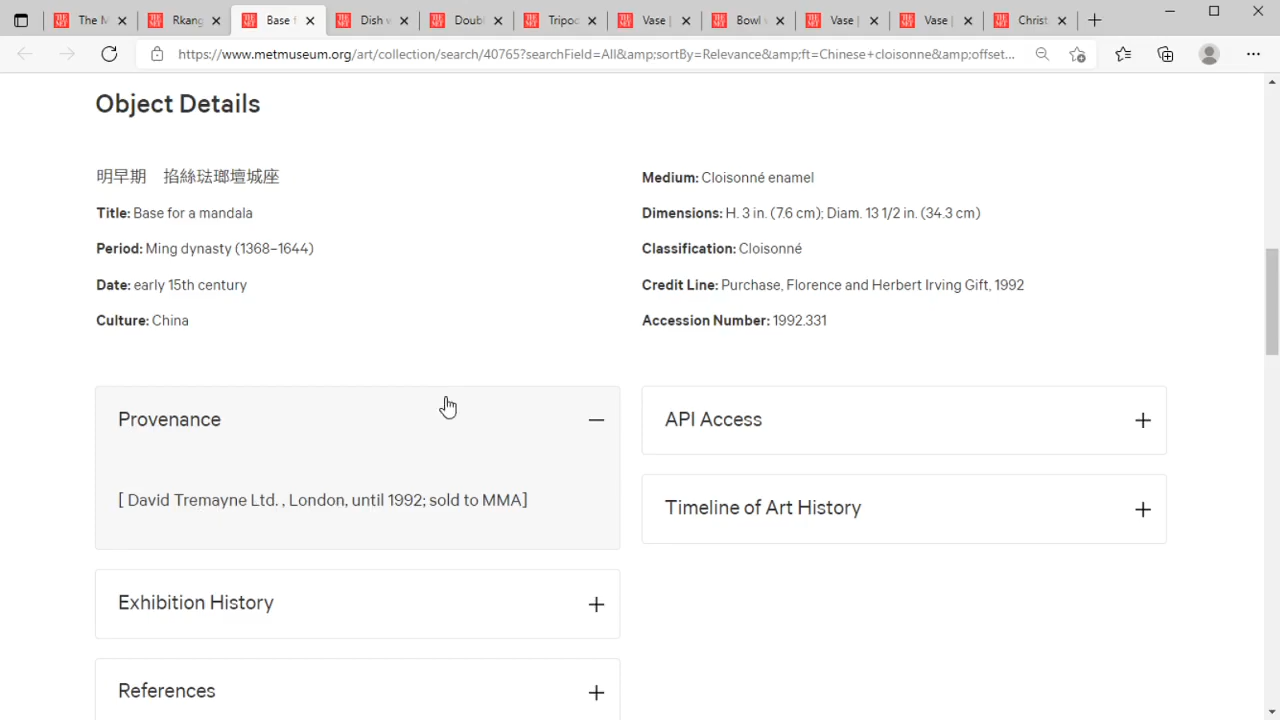 The M
Rkang
Base f
Dish w
Doubl
Tripod
Vase |
Bowl w
Vase |
Vase |
Christ
https://www.metmuseum.org/art/collection/search/40765?searchField=All&amp;sortBy=Relevance&amp;ft=Chinese+cloisonne&amp;offset...
Object Details
明早期　掐絲琺瑯壇城座
Title: Base for a mandala
Period: Ming dynasty (1368–1644)
Date: early 15th century
Culture: China
Medium: Cloisonné enamel
Dimensions: H. 3 in. (7.6 cm); Diam. 13 1/2 in. (34.3 cm)
Classification: Cloisonné
Credit Line: Purchase, Florence and Herbert Irving Gift, 1992
Accession Number: 1992.331
Provenance
[ David Tremayne Ltd. , London, until 1992; sold to MMA]
Exhibition History
References
API Access
Timeline of Art History